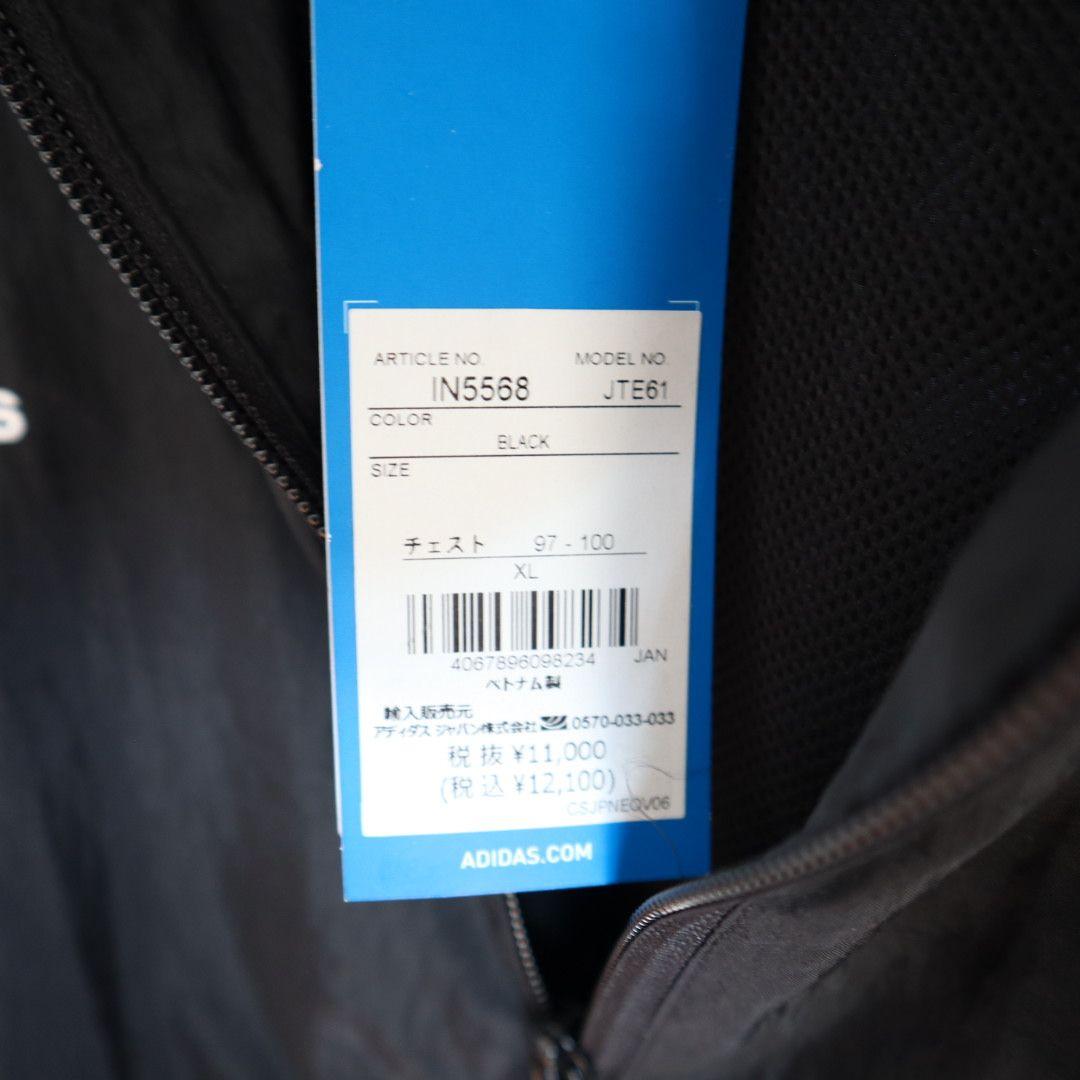 s
ARTICLE NO. MODEL NO.
IN5568 JTE61
COLOR
BLACK
SIZE
チェスト 97 - 100
XL
4067896098234 JAN
ベトナム製
輸入販売元
アディダス ジャパン株式会社 0570-033-033
税抜 ¥11,000
(税込 ¥12,100)
CSJPNEQV06
ADIDAS.COM